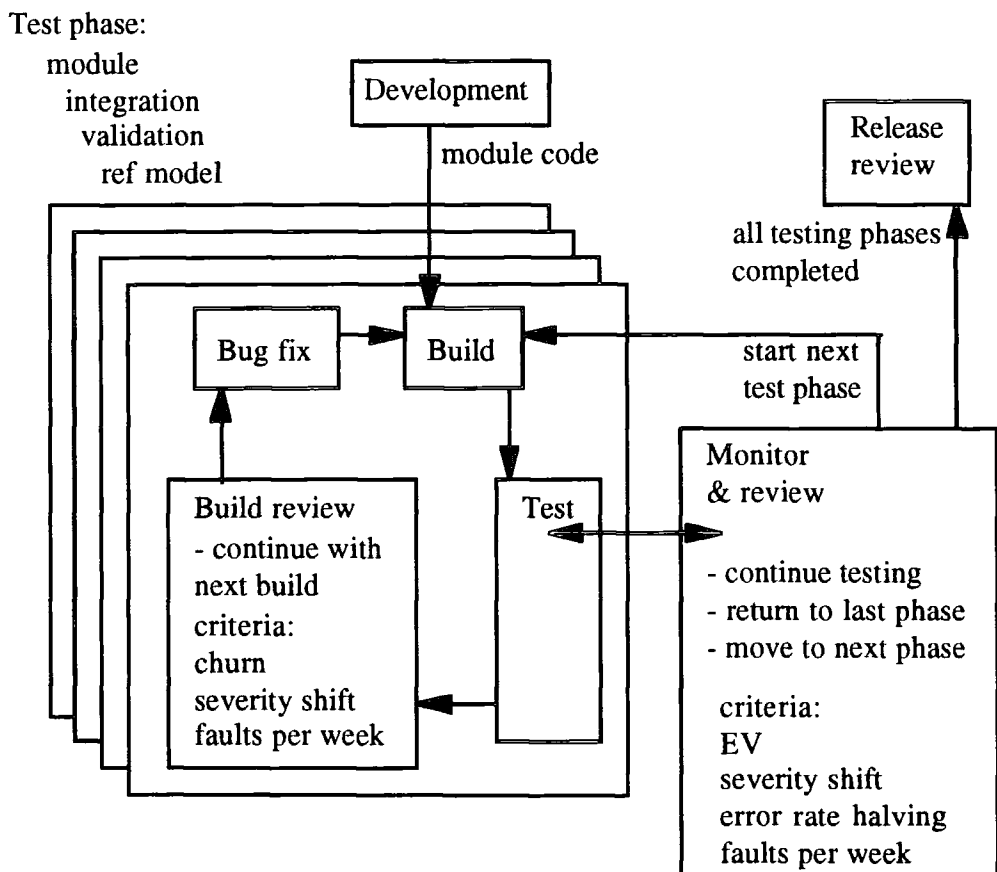 Test phase:
module
integration
validation
ref model
Development
module code
Release
review
all testing phases
completed
Bug fix
Build
start next
test phase
Build review
- continue with
next build
criteria:
churn
severity shift
faults per week
Test
Monitor
& review
- continue testing
- return to last phase
- move to next phase
criteria:
EV
severity shift
error rate halving
faults per week